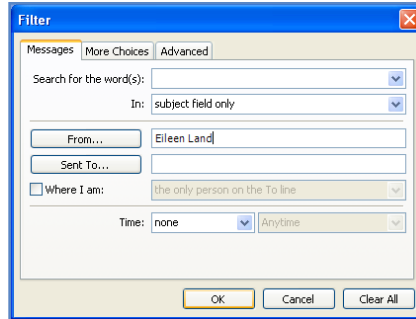 Filter
Messages More Choices Advanced
Search for the word(s):
In: subject field only
From... Eileen Land
Sent To...
Where I am: the only person on the To line
Time: none Anytime
OK Cancel Clear All